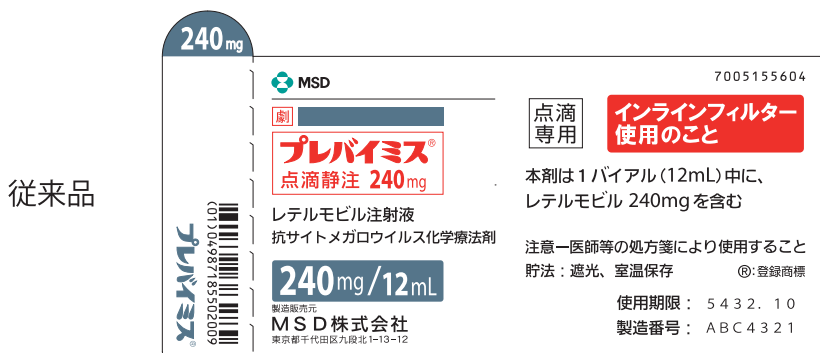 従来品
240mg
プレバイミス®
(01)04987185502009
MSD
劇
プレバイミス®
点滴静注 240mg
レテルモビル注射液
抗サイトメガロウイルス化学療法剤
240mg/12mL
製造販売元
MSD株式会社
東京都千代田区九段北1-13-12
7005155604
点滴
専用
インラインフィルター
使用のこと
本剤は1バイアル(12mL)中に、
レテルモビル 240mgを含む
注意ー医師等の処方箋により使用すること
貯法:遮光、室温保存 ®:登録商標
使用期限: 5432.10
製造番号: ABC4321